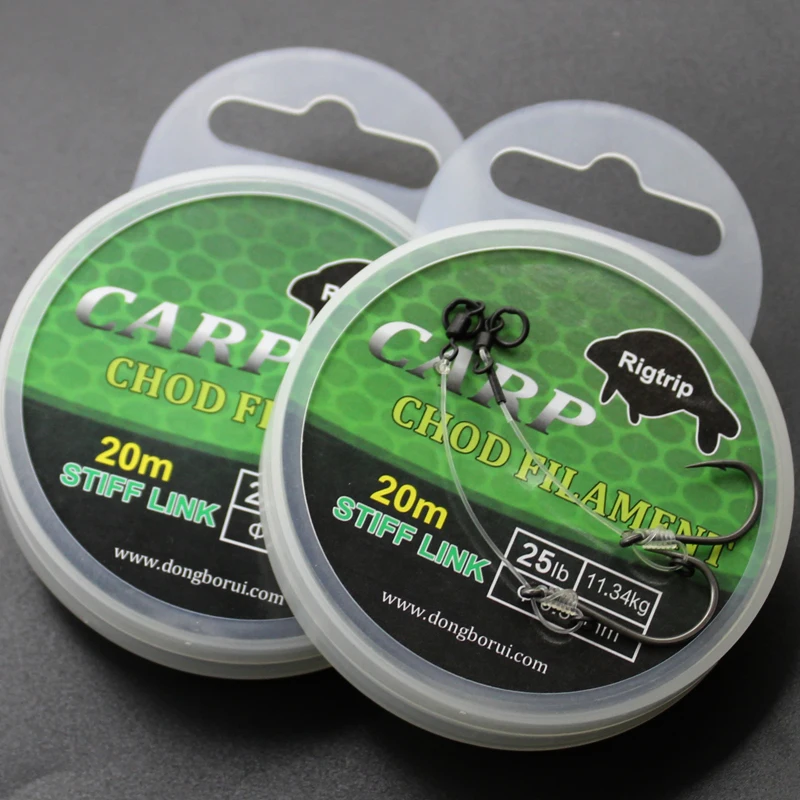 CARP
CHOD
20m
STIFF LINK
www.dongborui.com
CARP
Rigtrip
CHOD FILAMENT
20m
STIFF LINK
25lb 11.34kg
www.dongborui.com